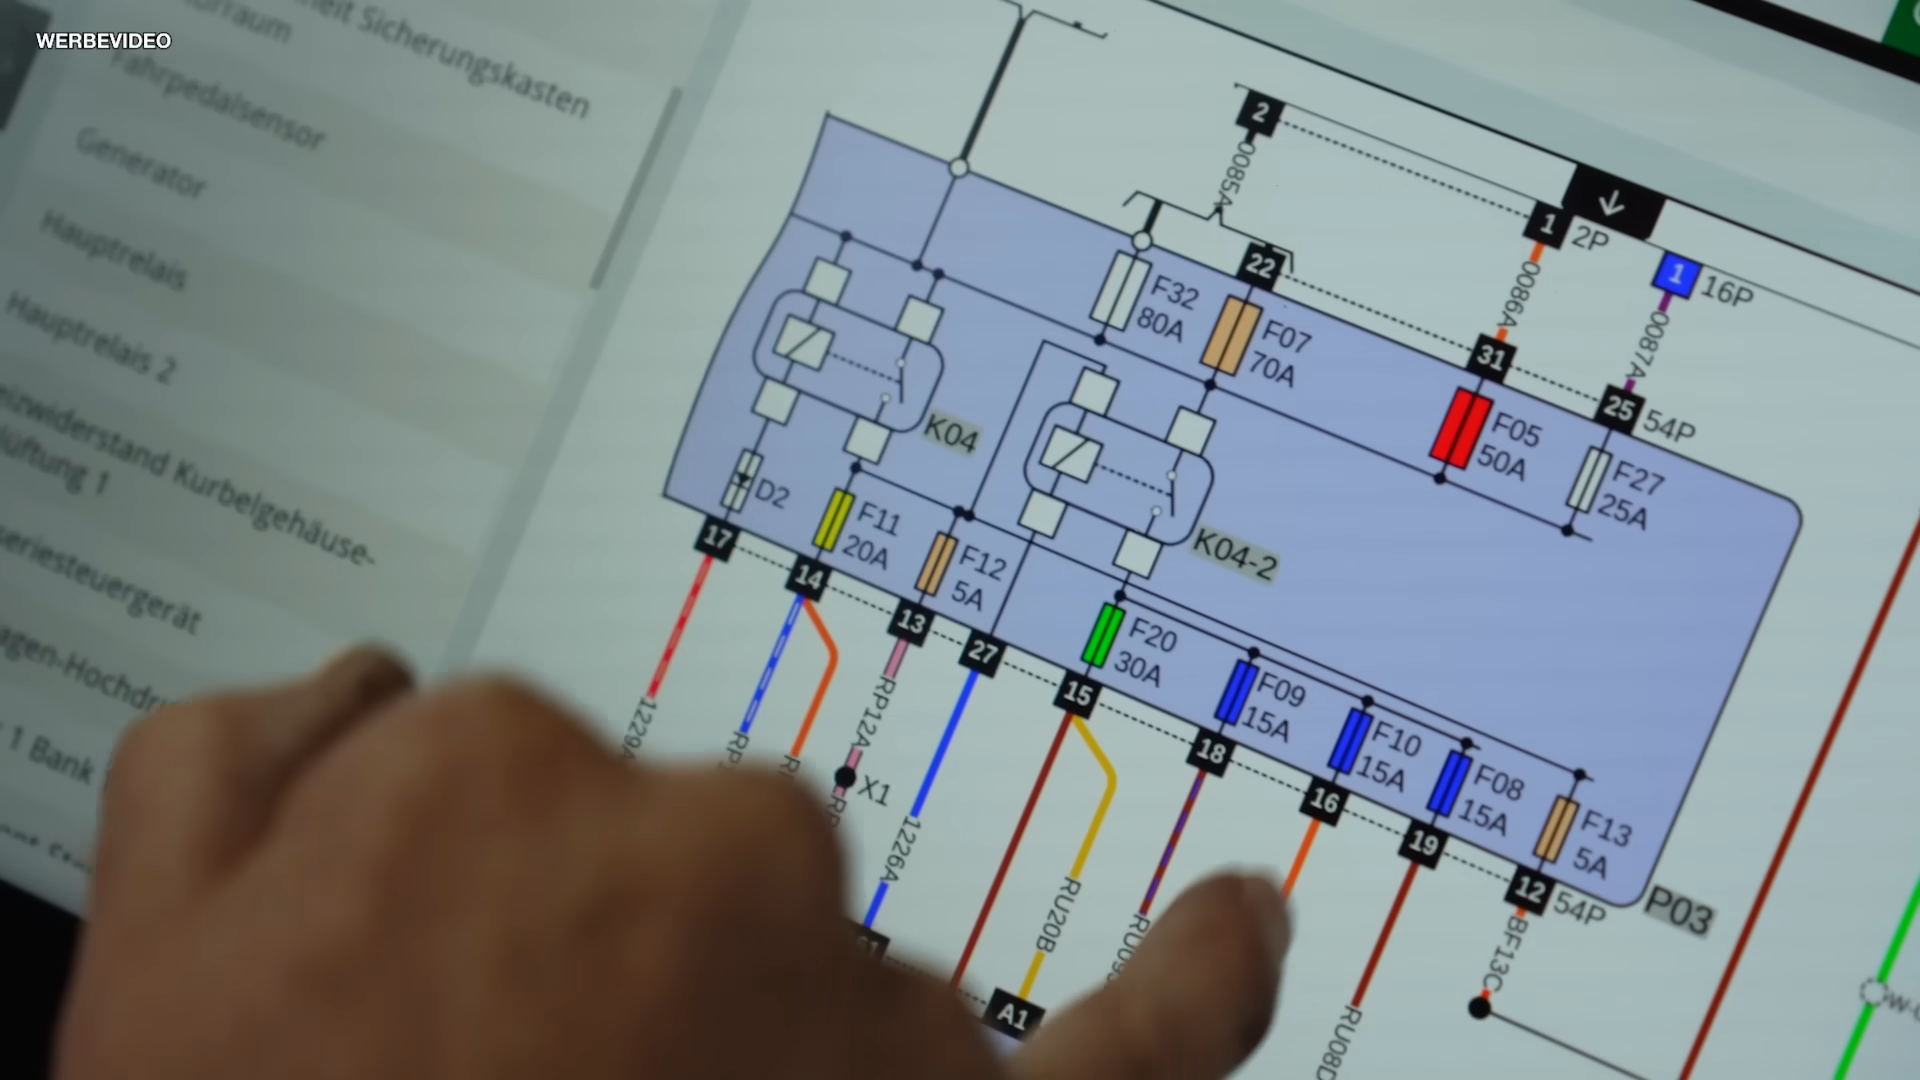 WERBEVIDEO
Sicherungskasten
Fahrpedalsensor
Generator
Hauptrelais
Hauptrelais 2
Kurbelgehäuse-
1
1 Bank
2
0085A
1
2P
1
16P
0086A
0087A
22
31
25
54P
F32
80A
F07
70A
F05
50A
F27
25A
K04
K04-2
D2
F11
20A
F12
5A
F20
30A
F09
15A
F10
15A
F08
15A
F13
5A
P03
17
14
13
27
15
18
16
19
12
54P
RP12A
X1
1226A
RU20B
BF13C
RU08D
A1